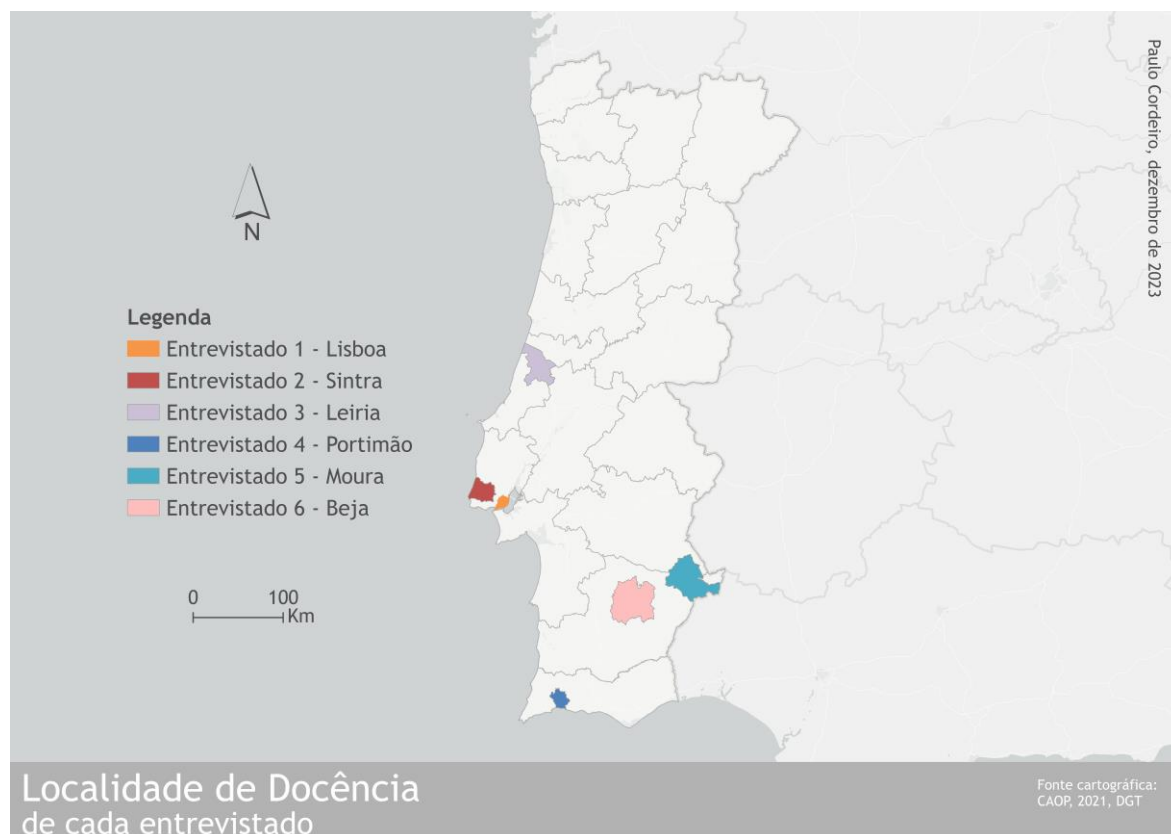 Paulo Cordeiro, dezembro de 2023
N
Legenda
Entrevistado 1 - Lisboa
Entrevistado 2 - Sintra
Entrevistado 3 - Leiria
Entrevistado 4 - Portimão
Entrevistado 5 - Moura
Entrevistado 6 - Beja
0 100
Km
Localidade de Docência
de cada entrevistado
Fonte cartográfica:
CAOP, 2021, DGT